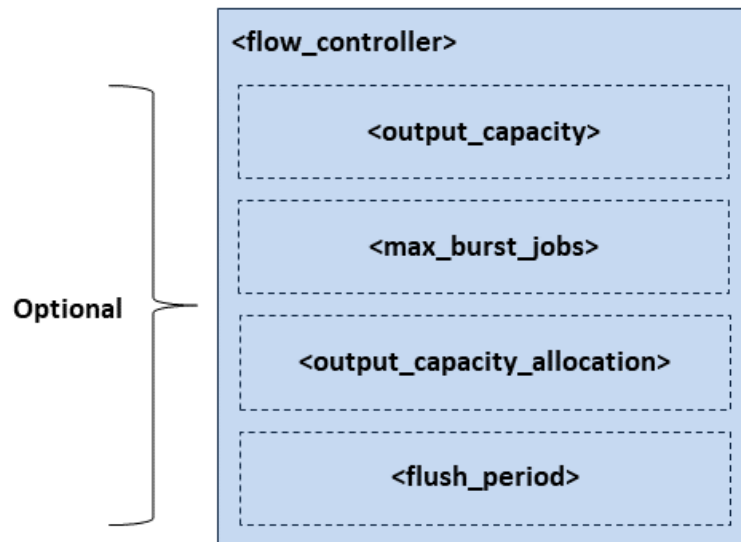 <flow_controller>
<output_capacity>
<max_burst_jobs>
Optional
<output_capacity_allocation>
<flush_period>